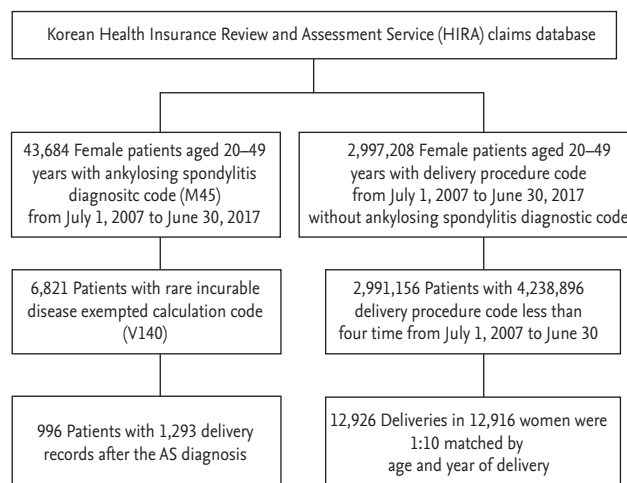 Korean Health Insurance Review and Assessment Service (HIRA) claims database
43,684 Female patients aged 20–49
years with ankylosing spondylitis
diagnositc code (M45)
from July 1, 2007 to June 30, 2017
2,997,208 Female patients aged 20–49
years with delivery procedure code
from July 1, 2007 to June 30, 2017
without ankylosing spondylitis diagnostic code
6,821 Patients with rare incurable
disease exempted calculation code
(V140)
2,991,156 Patients with 4,238,896
delivery procedure code less than
four time from July 1, 2007 to June 30
996 Patients with 1,293 delivery
records after the AS diagnosis
12,926 Deliveries in 12,916 women were
1:10 matched by
age and year of delivery